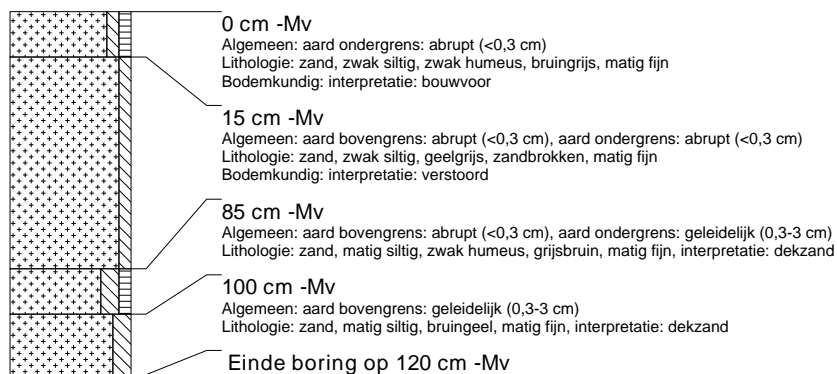 0 cm -Mv
Algemeen: aard ondergrens: abrupt (<0,3 cm)
Lithologie: zand, zwak siltig, zwak humeus, bruingrijs, matig fijn
Bodemkundig: interpretatie: bouwvoor
15 cm -Mv
Algemeen: aard bovengrens: abrupt (<0,3 cm), aard ondergrens: abrupt (<0,3 cm)
Lithologie: zand, zwak siltig, geelgrijs, zandbrokken, matig fijn
Bodemkundig: interpretatie: verstoord
85 cm -Mv
Algemeen: aard bovengrens: abrupt (<0,3 cm), aard ondergrens: geleidelijk (0,3-3 cm)
Lithologie: zand, matig siltig, zwak humeus, grijsbruin, matig fijn, interpretatie: dekzand
100 cm -Mv
Algemeen: aard bovengrens: geleidelijk (0,3-3 cm)
Lithologie: zand, matig siltig, bruingeel, matig fijn, interpretatie: dekzand
Einde boring op 120 cm -Mv